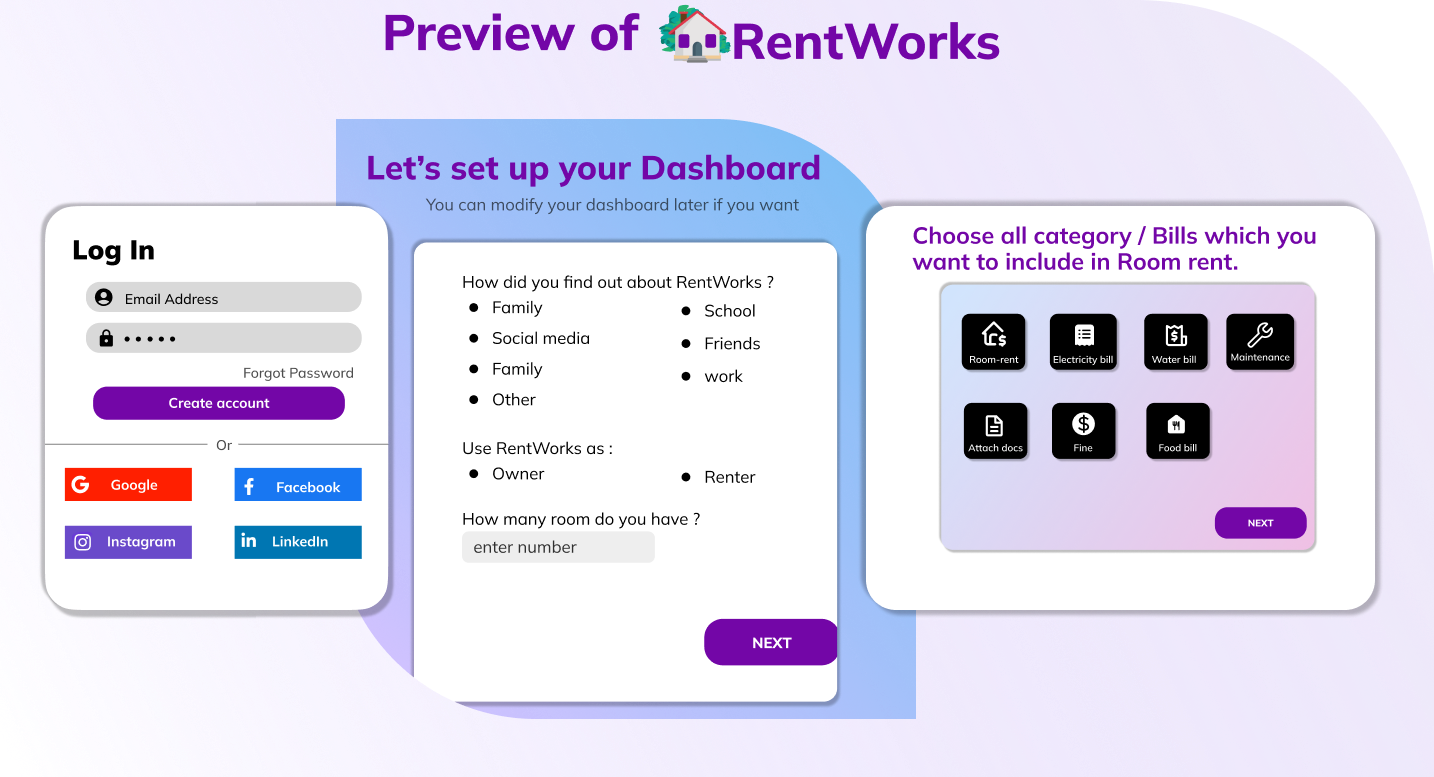 Preview of RentWorks
Log In
Email Address
Forgot Password
Create account
Or
Google
Facebook
Instagram
LinkedIn
Let’s set up your Dashboard
You can modify your dashboard later if you want
How did you find out about RentWorks ?
Family
Social media
Family
Other
School
Friends
work
Use RentWorks as :
Owner
Renter
How many room do you have ?
enter number
NEXT
Choose all category / Bills which you
want to include in Room rent.
Room-rent
Electricity bill
Water bill
Maintenance
Attach docs
Fine
Food bill
NEXT